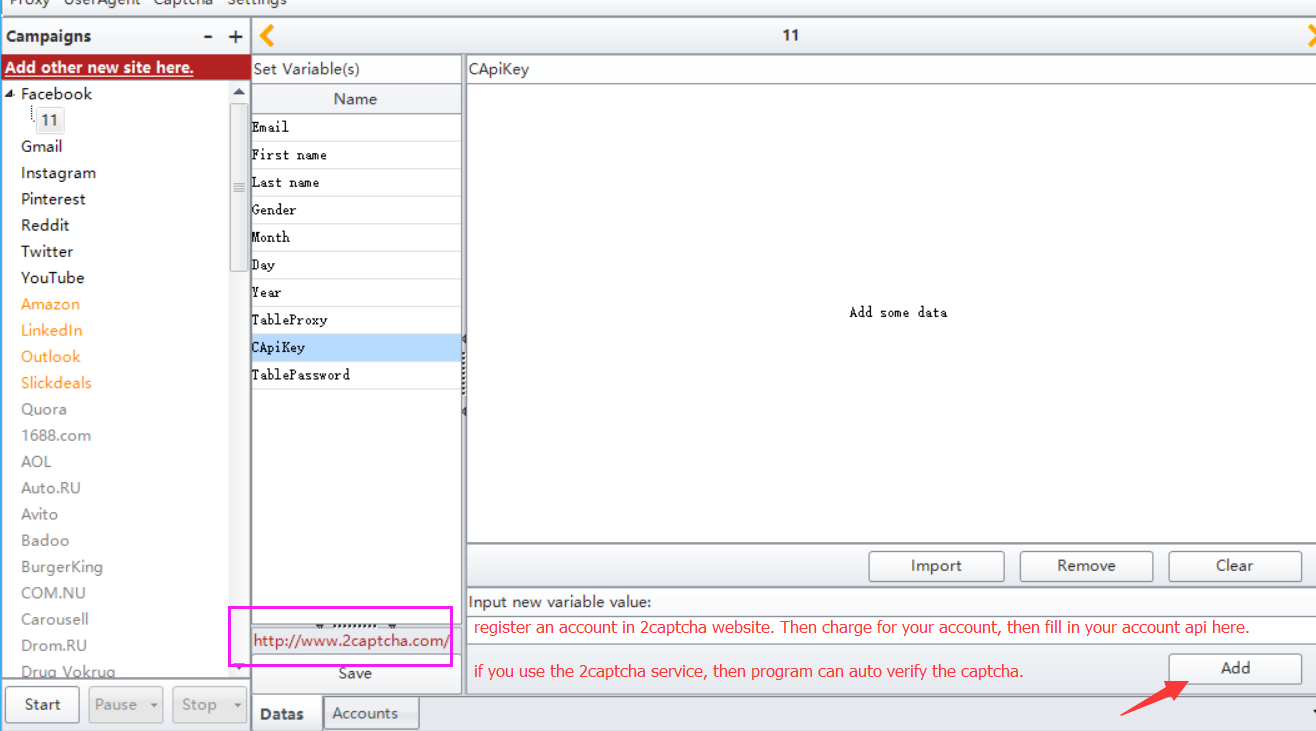 Proxy UserAgent Captcha Settings
Campaigns - +
11
Add other new site here.
Set Variable(s)
CApiKey
Name
Facebook
11
Gmail
Instagram
Pinterest
Reddit
Twitter
YouTube
Amazon
LinkedIn
Outlook
Slickdeals
Quora
1688.com
AOL
Auto.RU
Avito
Badoo
BurgerKing
COM.NU
Carousell
Drom.RU
Drug Vokrug
Email
First name
Last name
Gender
Month
Day
Year
TableProxy
CApiKey
TablePassword
Add some data
Import Remove Clear
Input new variable value:
register an account in 2captcha website. Then charge for your account, then fill in your account api here.
http://www.2captcha.com/
if you use the 2captcha service, then program can auto verify the captcha.
Add
Save
Start Pause Stop
Datas Accounts